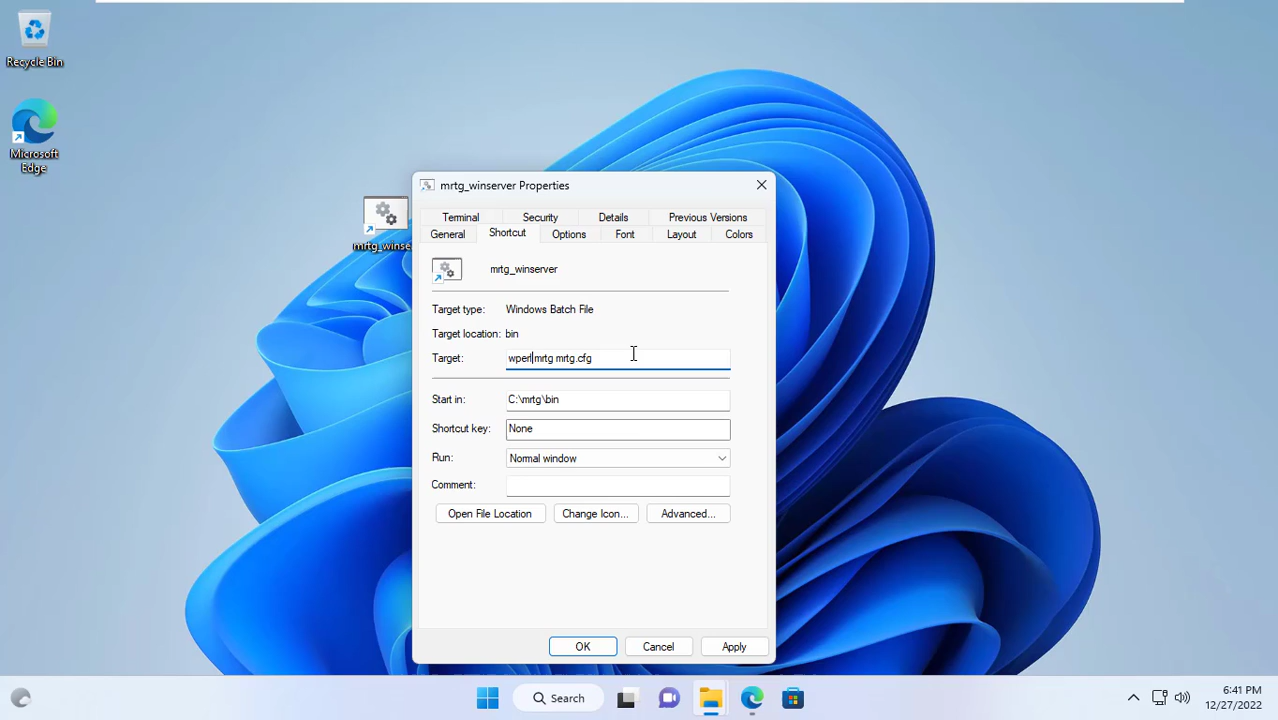 Recycle Bin
Microsoft
Edge
mrtg_winse
mrtg_winserver Properties
Terminal
Security
Details
Previous Versions
General
Shortcut
Options
Font
Layout
Colors
mrtg_winserver
Target type: Windows Batch File
Target location: bin
Target: wperl mrtg mrtg.cfg
Start in: C:\mrtg\bin
Shortcut key: None
Run: Normal window
Comment:
Open File Location
Change Icon...
Advanced...
OK
Cancel
Apply
Search
6:41 PM
12/27/2022